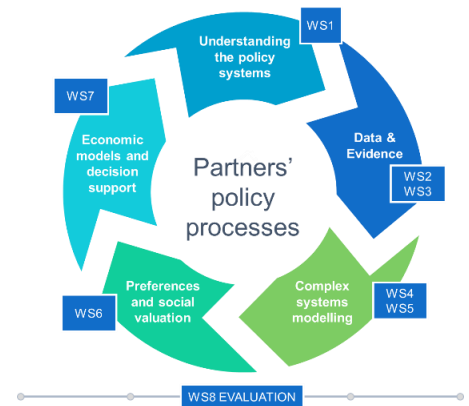 WS1
Understanding
the policy
systems
WS7
Data &
Evidence
Economic
models and
decision
support
WS2
WS3
Partners'
policy
processes
Preferences
and social
valuation
Complex
systems
modelling
WS4
WS5
WS6
WS8 EVALUATION